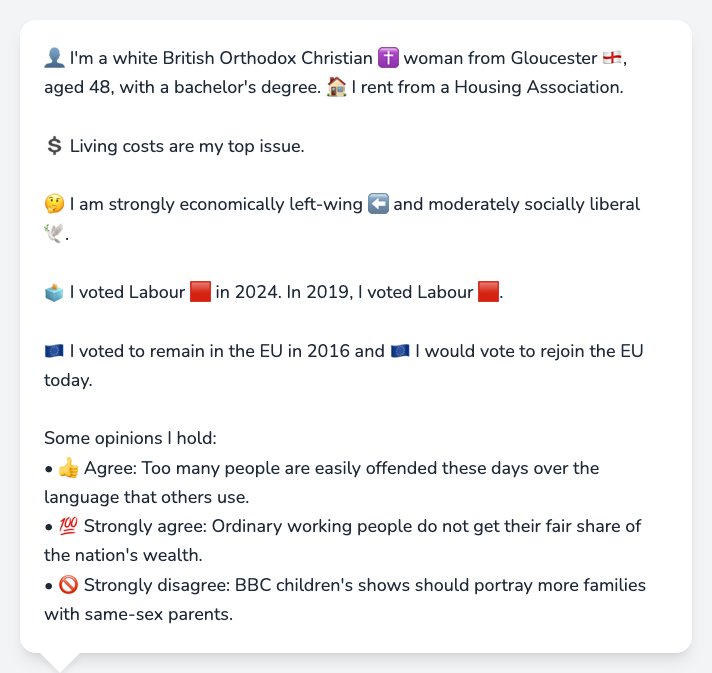 👤 I'm a white British Orthodox Christian ✝️ woman from Gloucester 🏴󠁧󠁢󠁥󠁮󠁧󠁿,
aged 48, with a bachelor's degree. 🏠 I rent from a Housing Association.
💲 Living costs are my top issue.
🤔 I am strongly economically left-wing ⬅️ and moderately socially liberal
🕊️.
🗳️ I voted Labour 🟥 in 2024. In 2019, I voted Labour 🟥.
🇪🇺 I voted to remain in the EU in 2016 and 🇪🇺 I would vote to rejoin the EU
today.
Some opinions I hold:
• 👍 Agree: Too many people are easily offended these days over the
language that others use.
• 💯 Strongly agree: Ordinary working people do not get their fair share of
the nation's wealth.
• 🚫 Strongly disagree: BBC children's shows should portray more families
with same-sex parents.